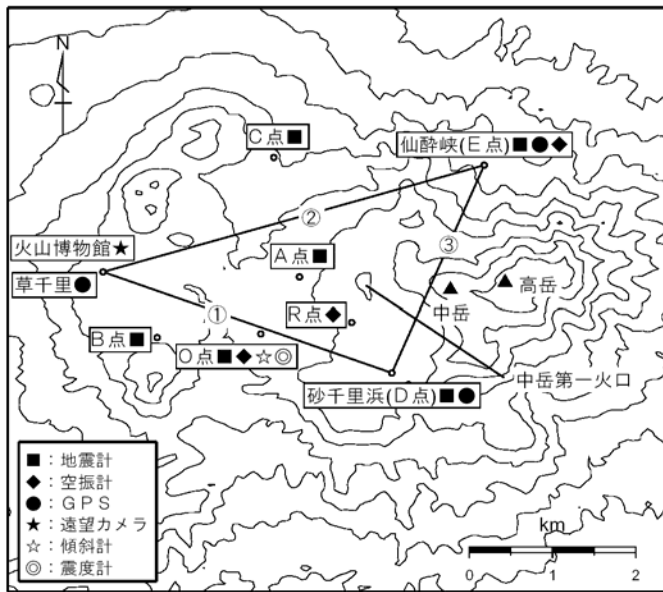 N
C点■
仙酔峡(E点)■●◆
②
③
火山博物館★
草千里●
A点■
高岳
中岳
①
R点◆
B点■
O点■◆☆◎
中岳第一火口
砂千里浜(D点)■●
■：地震計
◆：空振計
●：GPS
★：遠望カメラ
☆：傾斜計
◎：震度計
km
0 1 2